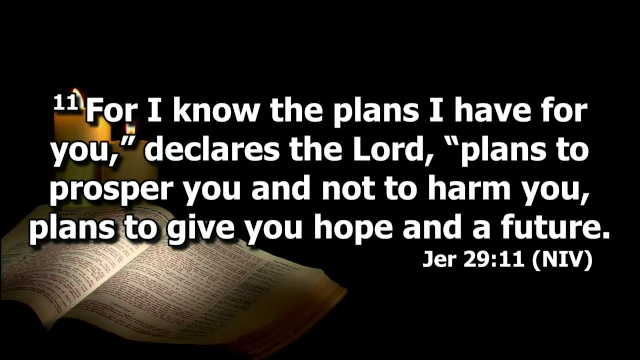 11 For I know the plans I have for
you,” declares the Lord, “plans to
prosper you and not to harm you,
plans to give you hope and a future.
Jer 29:11 (NIV)